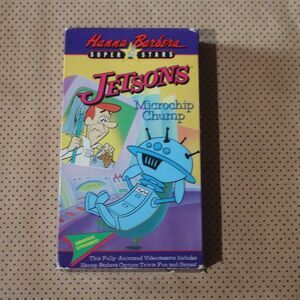 Hanna-Barbera
SUPER STARS
JETSONS
Microchip
Chump
This Fully-Animated Videocassette Includes
Hanna-Barbera Cartoon Trivia Fun and Games!